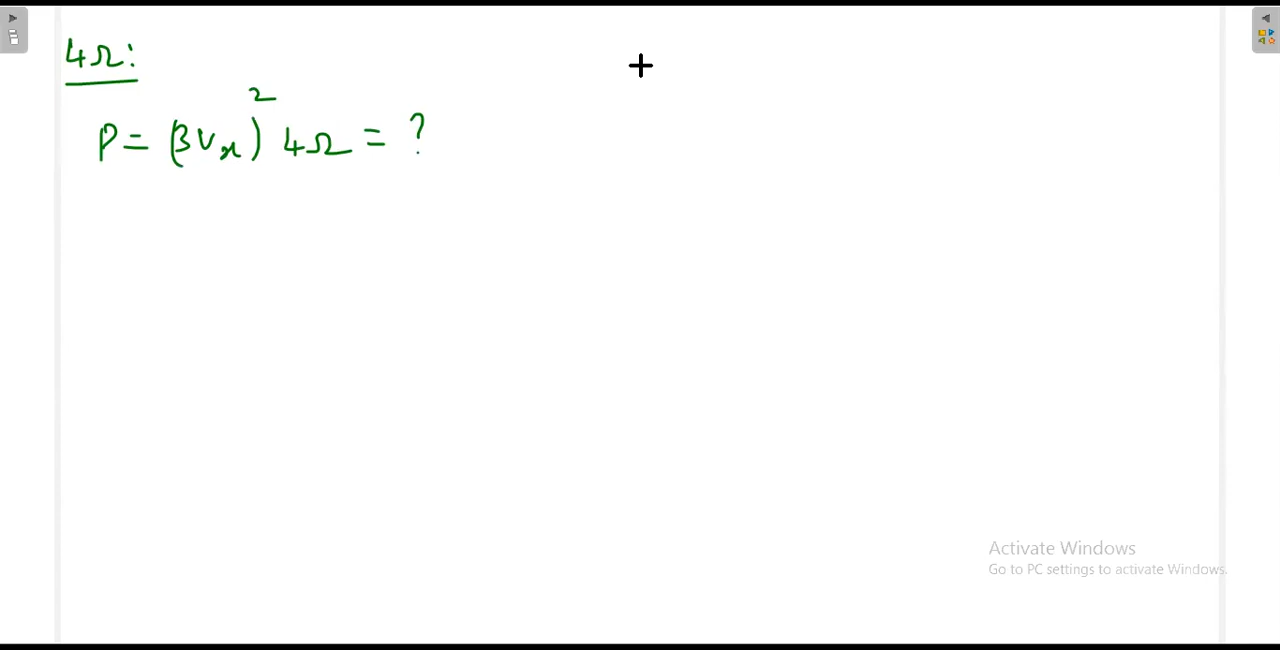 4Ω:
P = (3Vx)² 4Ω = ?
Activate Windows
Go to PC settings to activate Windows.